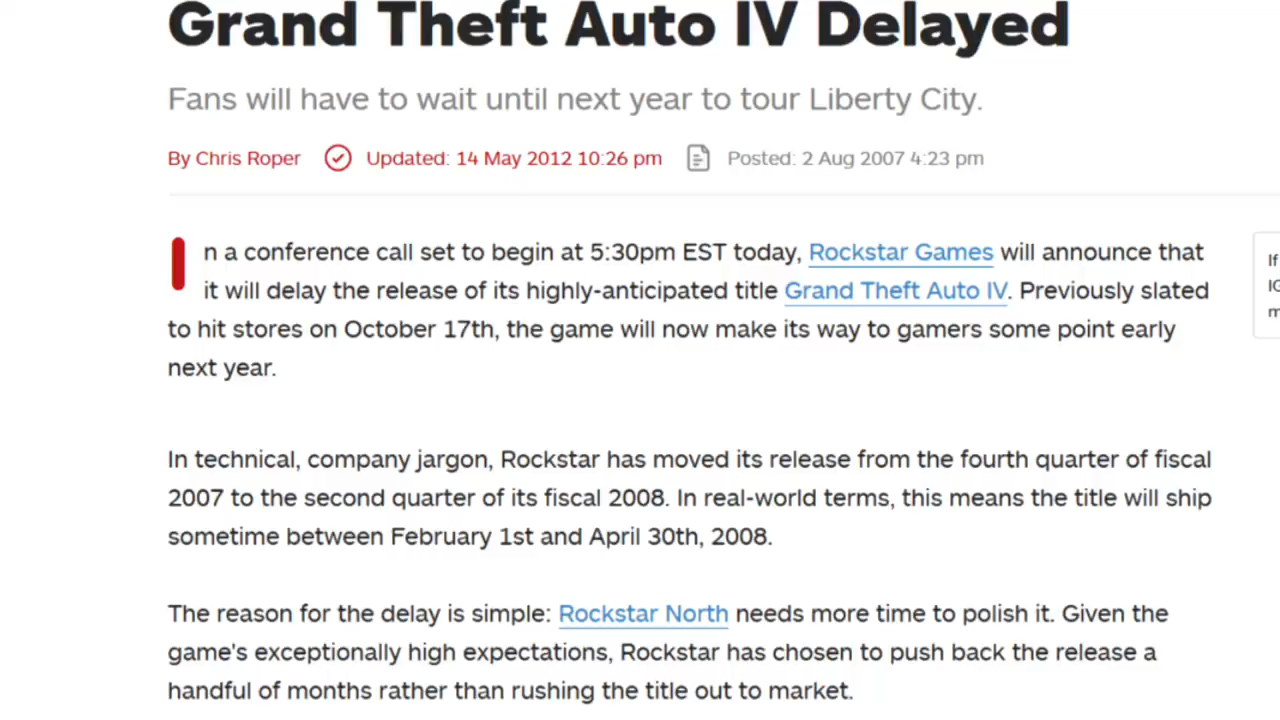 Grand Theft Auto IV Delayed
Fans will have to wait until next year to tour Liberty City.
By Chris Roper Updated: 14 May 2012 10:26 pm Posted: 2 Aug 2007 4:23 pm
In a conference call set to begin at 5:30pm EST today, Rockstar Games will announce that
it will delay the release of its highly-anticipated title Grand Theft Auto IV. Previously slated
to hit stores on October 17th, the game will now make its way to gamers some point early
next year.
In technical, company jargon, Rockstar has moved its release from the fourth quarter of fiscal
2007 to the second quarter of its fiscal 2008. In real-world terms, this means the title will ship
sometime between February 1st and April 30th, 2008.
The reason for the delay is simple: Rockstar North needs more time to polish it. Given the
game's exceptionally high expectations, Rockstar has chosen to push back the release a
handful of months rather than rushing the title out to market.
If